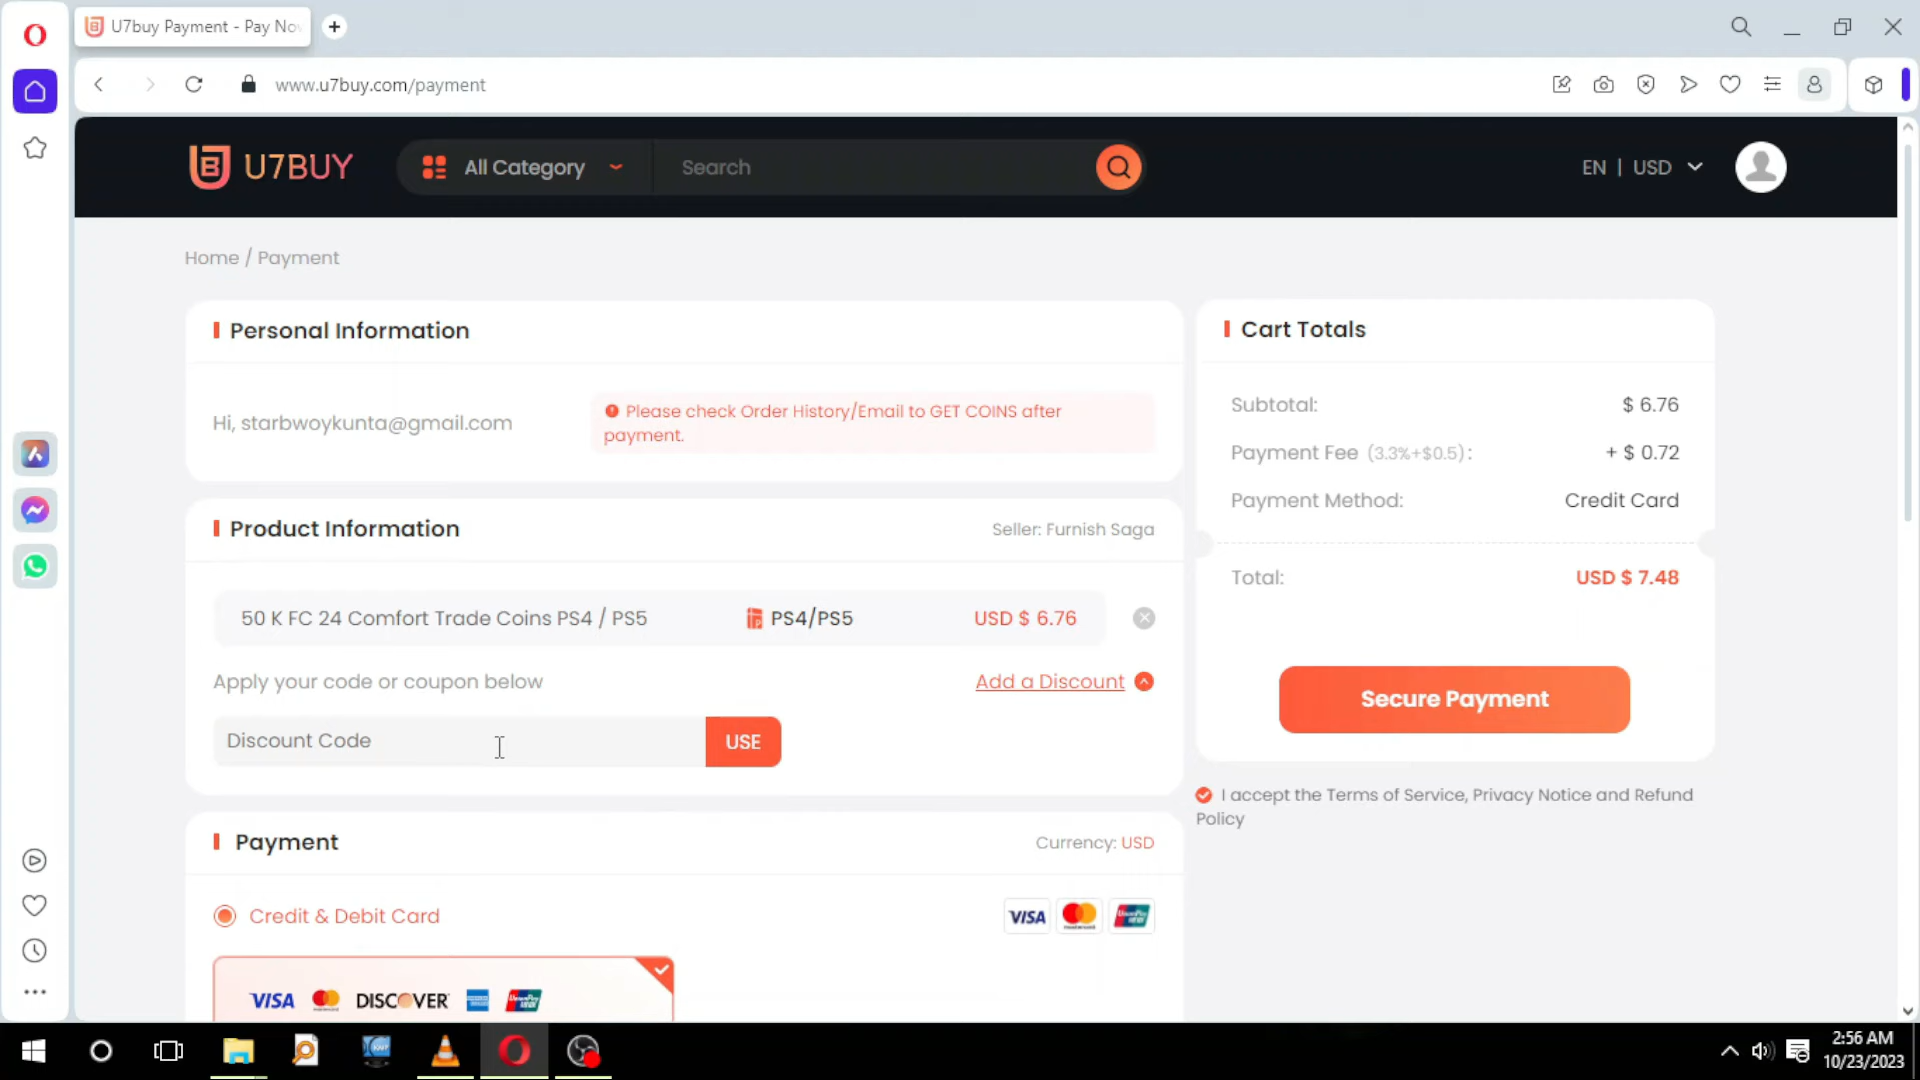 U7buy Payment - Pay Nov
www.u7buy.com/payment
U7BUY
All Category
Search
EN | USD
Home / Payment
Personal Information
Hi, starbwoykunta@gmail.com
Please check Order History/Email to GET COINS after
payment.
Product Information
Seller: Furnish Saga
50 K FC 24 Comfort Trade Coins PS4 / PS5
PS4/PS5
USD $ 6.76
Apply your code or coupon below
Add a Discount
Discount Code
USE
Payment
Currency: USD
Credit & Debit Card
VISA
mastercard
UnionPay
VISA
DISCOVER
UnionPay
Cart Totals
Subtotal:
$ 6.76
Payment Fee (3.3%+$0.5) :
+ $ 0.72
Payment Method:
Credit Card
Total:
USD $ 7.48
Secure Payment
I accept the Terms of Service, Privacy Notice and Refund
Policy
2:56 AM
10/23/2023